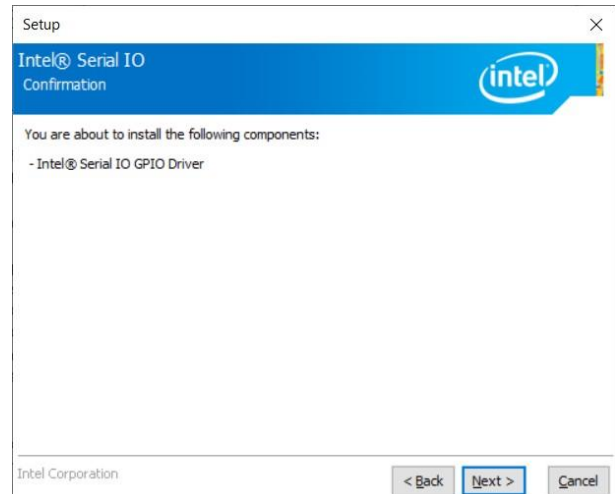 Setup
Intel® Serial IO
Confirmation
intel
You are about to install the following components:
- Intel® Serial IO GPIO Driver
Intel Corporation
< Back Next > Cancel